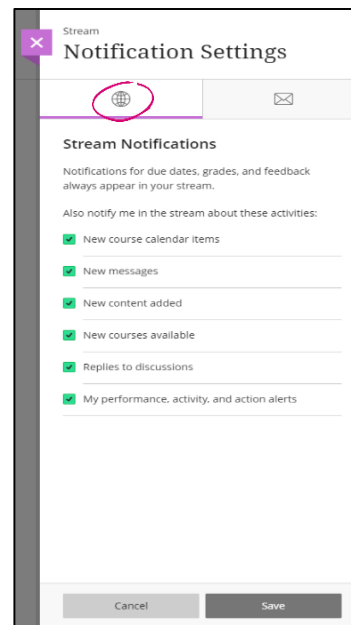 Stream
Notification Settings
Stream Notifications
Notifications for due dates, grades, and feedback
always appear in your stream.
Also notify me in the stream about these activities:
New course calendar items
New messages
New content added
New courses available
Replies to discussions
My performance, activity, and action alerts
Cancel
Save